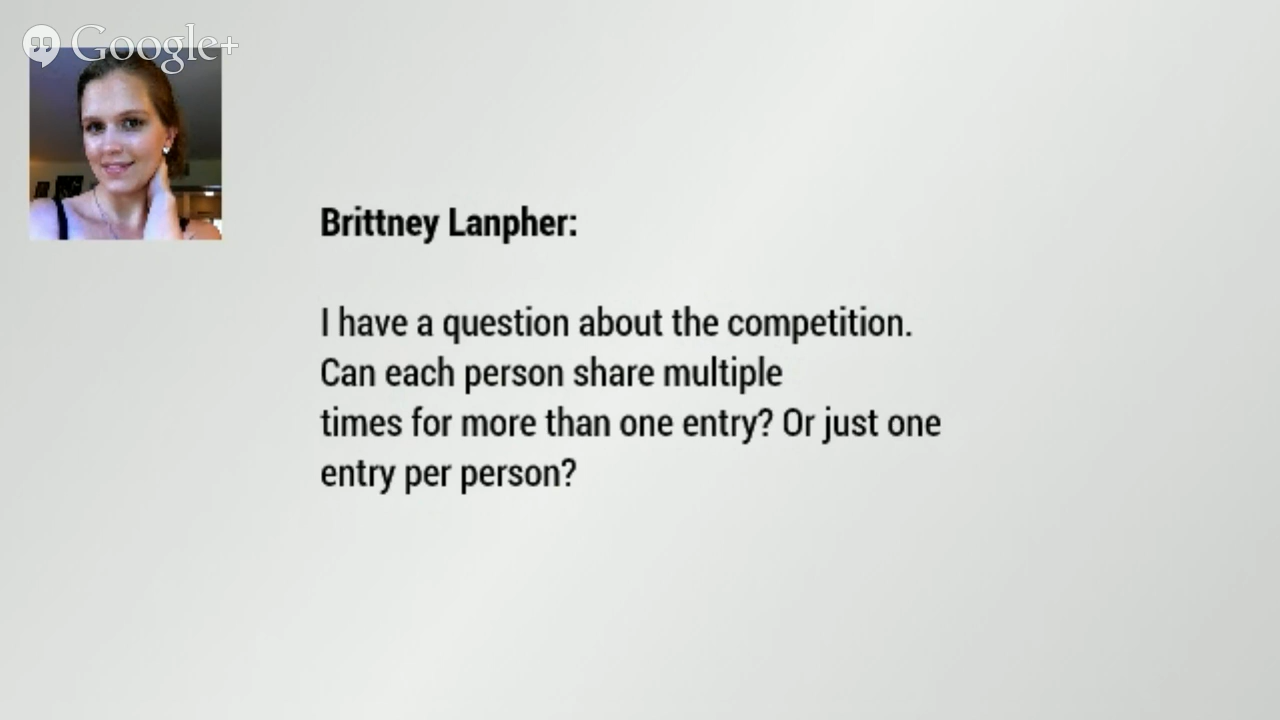 Google+
Brittney Lanpher:
I have a question about the competition.
Can each person share multiple
times for more than one entry? Or just one
entry per person?